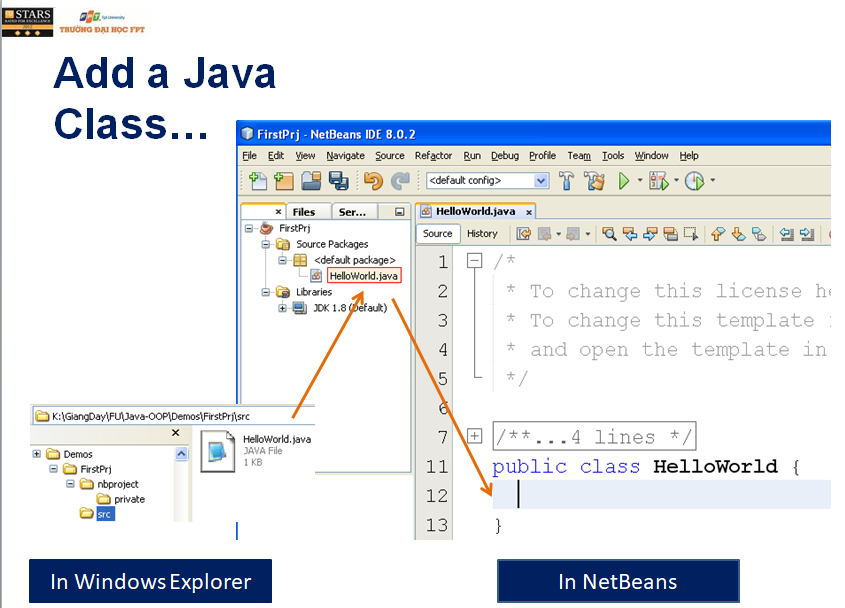 STARS
RATED FOR EXCELLENCE
FPT University
TRƯỜNG ĐẠI HỌC FPT
Add a Java
Class...
FirstPrj - NetBeans IDE 8.0.2
File Edit View Navigate Source Refactor Run Debug Profile Team Tools Window Help
<default config>
x Files Ser...
HelloWorld.java x
Source History
FirstPrj
Source Packages
<default package>
HelloWorld.java
Libraries
JDK 1.8 (Default)
1 /*
2 * To change this license he
3 * To change this template
4 * and open the template in
5 */
6
7 /**...4 lines */
11 public class HelloWorld {
12
13 }
K:\GiangDay\FU\Java-OOP\Demos\FirstPrj\src
x
Demos
FirstPrj
nbproject
private
src
HelloWorld.java
JAVA File
1 KB
In Windows Explorer
In NetBeans